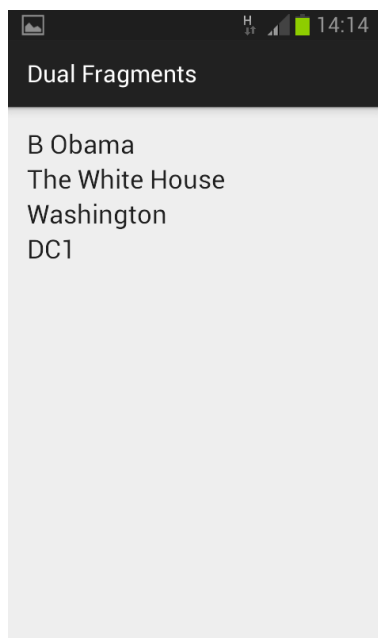 H 14:14
Dual Fragments
B Obama
The White House
Washington
DC1